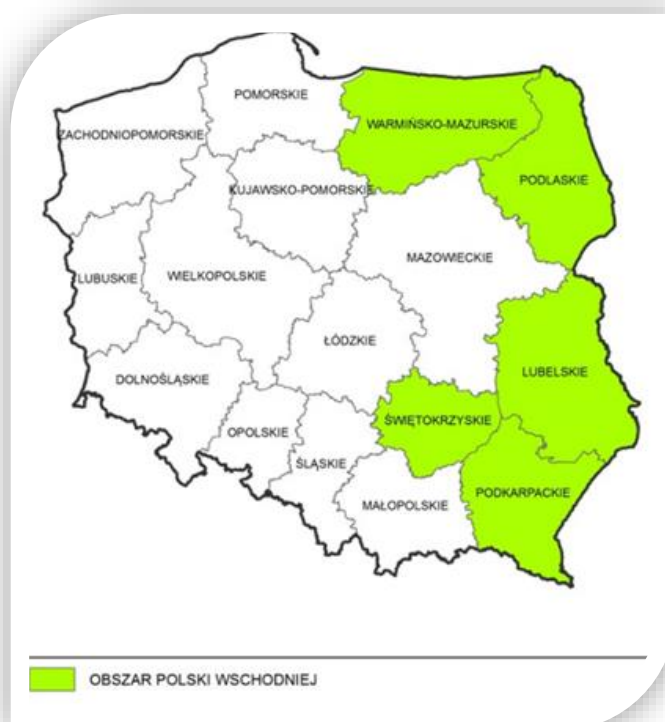 POMORSKIE
WARMIŃSKO-MAZURSKIE
ZACHODNIOPOMORSKIE
PODLASKIE
KUJAWSKO-POMORSKIE
MAZOWIECKIE
LUBUSKIE
WIELKOPOLSKIE
ŁÓDZKIE
LUBELSKIE
DOLNOŚLĄSKIE
ŚWIĘTOKRZYSKIE
OPOLSKIE
ŚLĄSKIE
PODKARPACKIE
MAŁOPOLSKIE
OBSZAR POLSKI WSCHODNIEJ